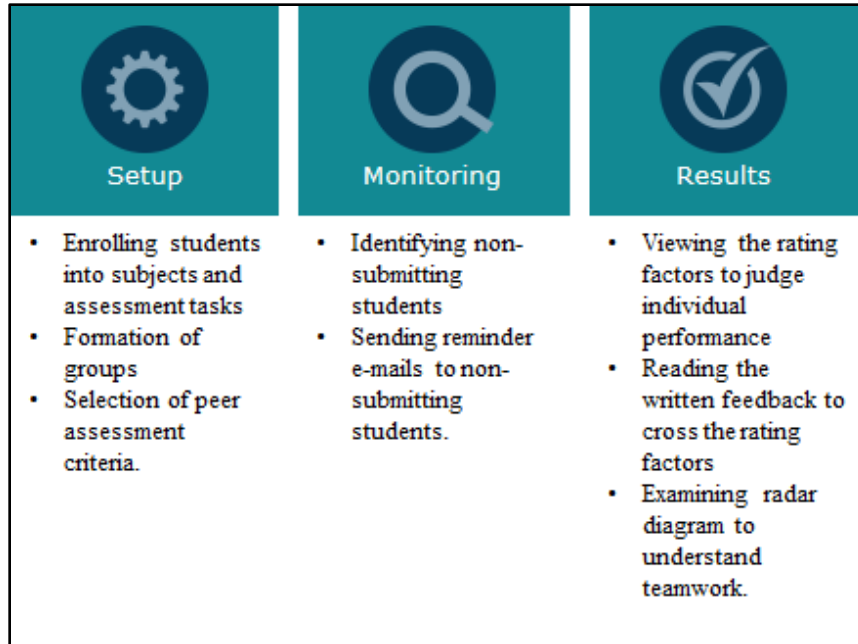 Setup
• Enrolling students
into subjects and
assessment tasks
• Formation of
groups
• Selection of peer
assessment
criteria.
Monitoring
• Identifying non-
submitting
students
• Sending reminder
e-mails to non-
submitting
students.
Results
• Viewing the rating
factors to judge
individual
performance
• Reading the
written feedback to
cross the rating
factors
• Examining radar
diagram to
understand
teamwork.